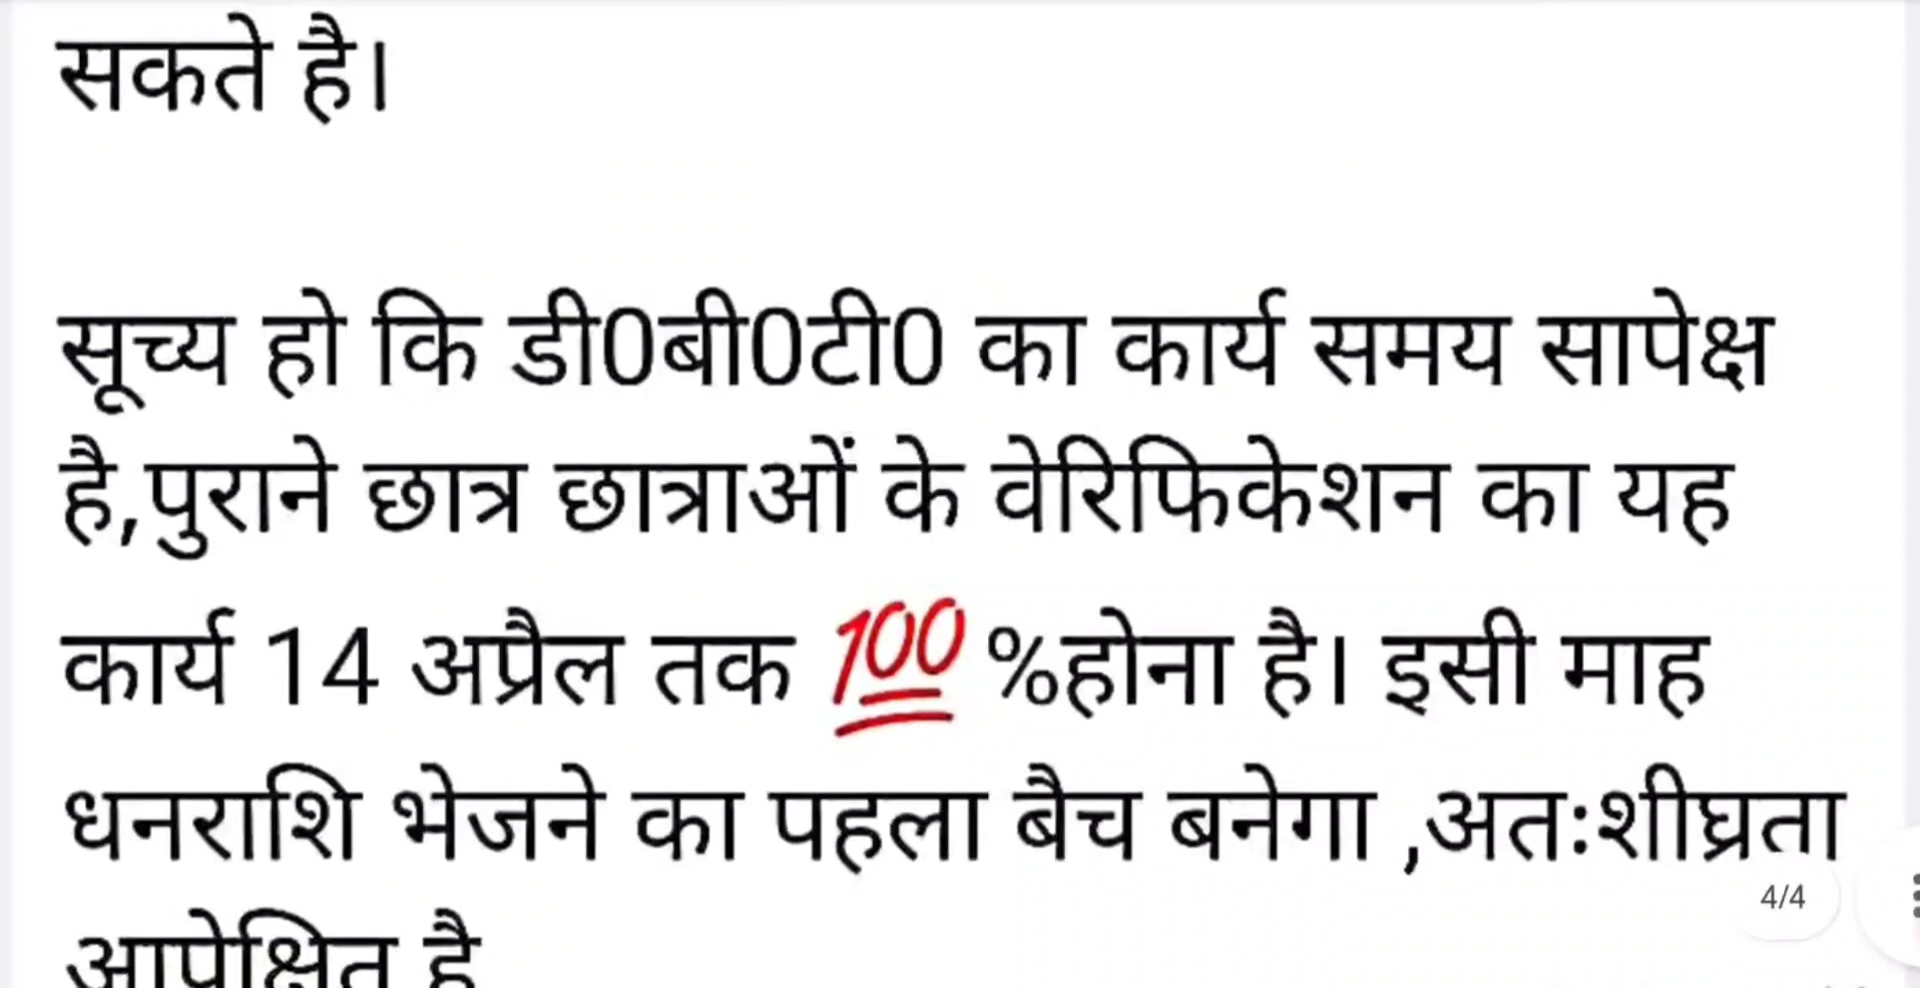 सकते है।
सूच्य हो कि डी0बी0टी0 का कार्य समय सापेक्ष
है,पुराने छात्र छात्राओं के वेरिफिकेशन का यह
कार्य 14 अप्रैल तक 💯 %होना है। इसी माह
धनराशि भेजने का पहला बैच बनेगा ,अतःशीघ्रता
4/4
आपेक्षित है